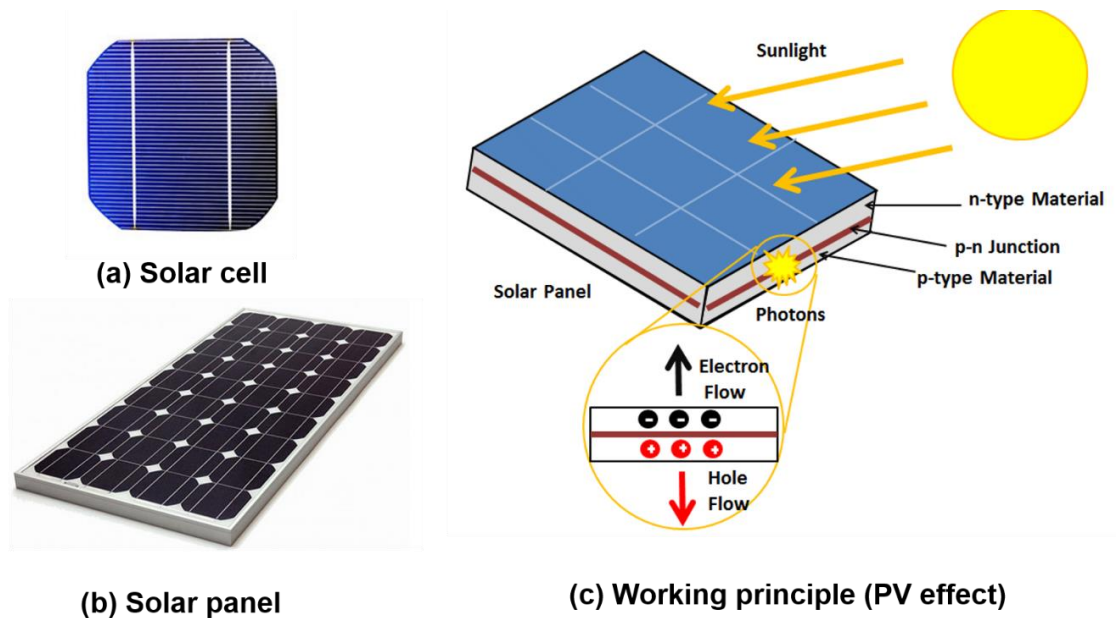 (a) Solar cell
(b) Solar panel
Sunlight
n-type Material
p-n Junction
p-type Material
Solar Panel
Photons
Electron
Flow
- - -
+ + +
Hole
Flow
(c) Working principle (PV effect)